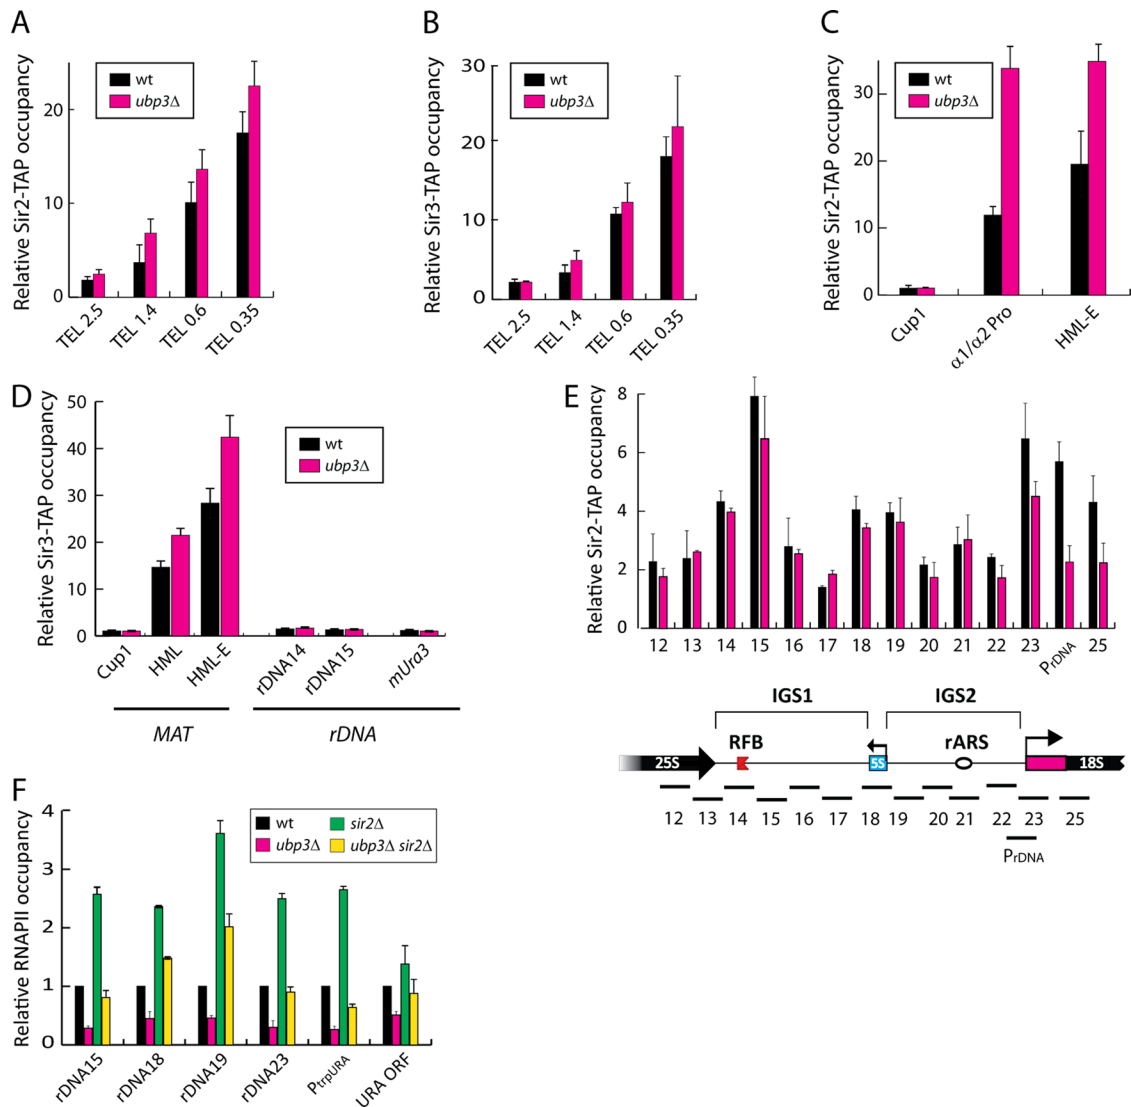 A
Relative Sir2-TAP occupancy
20
10
0
wt
ubp3Δ
TEL 2.5
TEL 1.4
TEL 0.6
TEL 0.35
B
Relative Sir3-TAP occupancy
30
20
10
0
wt
ubp3Δ
TEL 2.5
TEL 1.4
TEL 0.6
TEL 0.35
C
Relative Sir2-TAP occupancy
30
20
10
0
wt
ubp3Δ
Cup1
α1/α2 Pro
HML-E
D
Relative Sir3-TAP occupancy
50
40
30
20
10
0
wt
ubp3Δ
Cup1
HML
HML-E
rDNA14
rDNA15
mUra3
MAT
rDNA
E
Relative Sir2-TAP occupancy
8
6
4
2
0
12 13 14 15 16 17 18 19 20 21 22 23 PrDNA 25
IGS1 IGS2
RFB rARS
25S 5S 18S
12 13 14 15 16 17 18 19 20 21 22 23 25
PrDNA
F
Relative RNAPII occupancy
4
3
2
1
0
wt sir2Δ
ubp3Δ ubp3Δ sir2Δ
rDNA15
rDNA18
rDNA19
rDNA23
PtrpURA
URA ORF